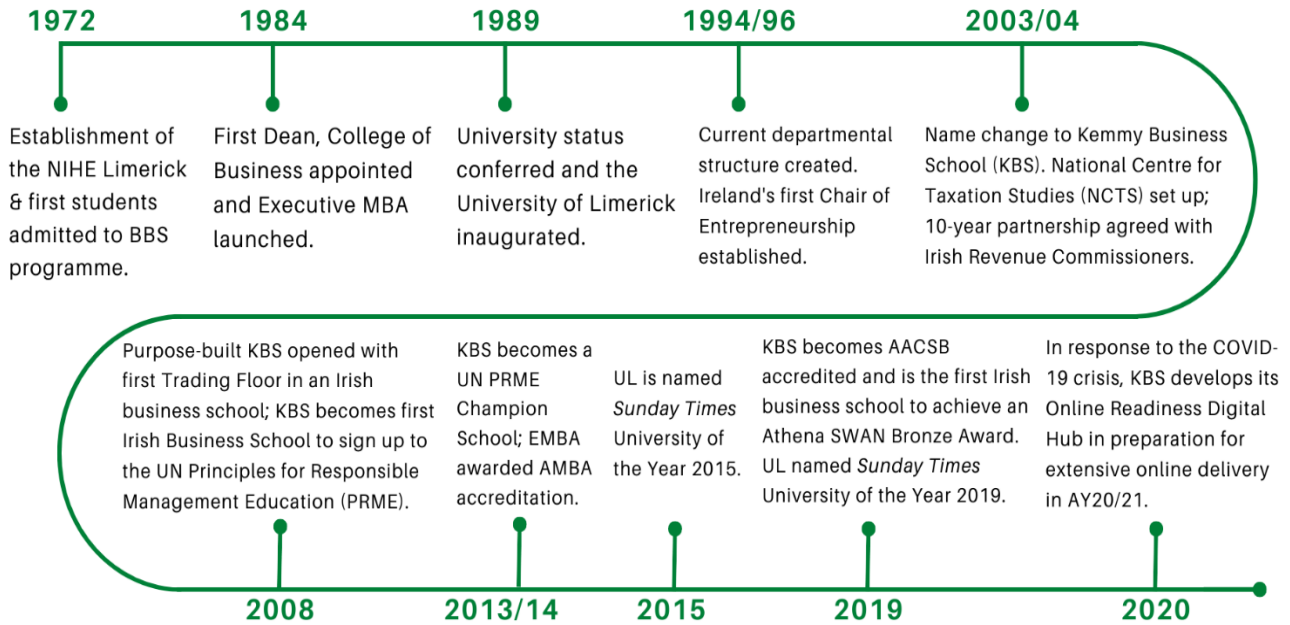 1972
1984
1989
1994/96
2003/04
Establishment of
the NIHE Limerick
& first students
admitted to BBS
programme.
First Dean, College of
Business appointed
and Executive MBA
launched.
University status
conferred and the
University of Limerick
inaugurated.
Current departmental
structure created.
Ireland's first Chair of
Entrepreneurship
established.
Name change to Kemmy Business
School (KBS). National Centre for
Taxation Studies (NCTS) set up;
10-year partnership agreed with
Irish Revenue Commissioners.
Purpose-built KBS opened with
first Trading Floor in an Irish
business school; KBS becomes first
Irish Business School to sign up to
the UN Principles for Responsible
Management Education (PRME).
KBS becomes a
UN PRME
Champion
School; EMBA
awarded AMBA
accreditation.
UL is named
Sunday Times
University of
the Year 2015.
KBS becomes AACSB
accredited and is the first Irish
business school to achieve an
Athena SWAN Bronze Award.
UL named Sunday Times
University of the Year 2019.
In response to the COVID-
19 crisis, KBS develops its
Online Readiness Digital
Hub in preparation for
extensive online delivery
in AY20/21.
2008
2013/14
2015
2019
2020